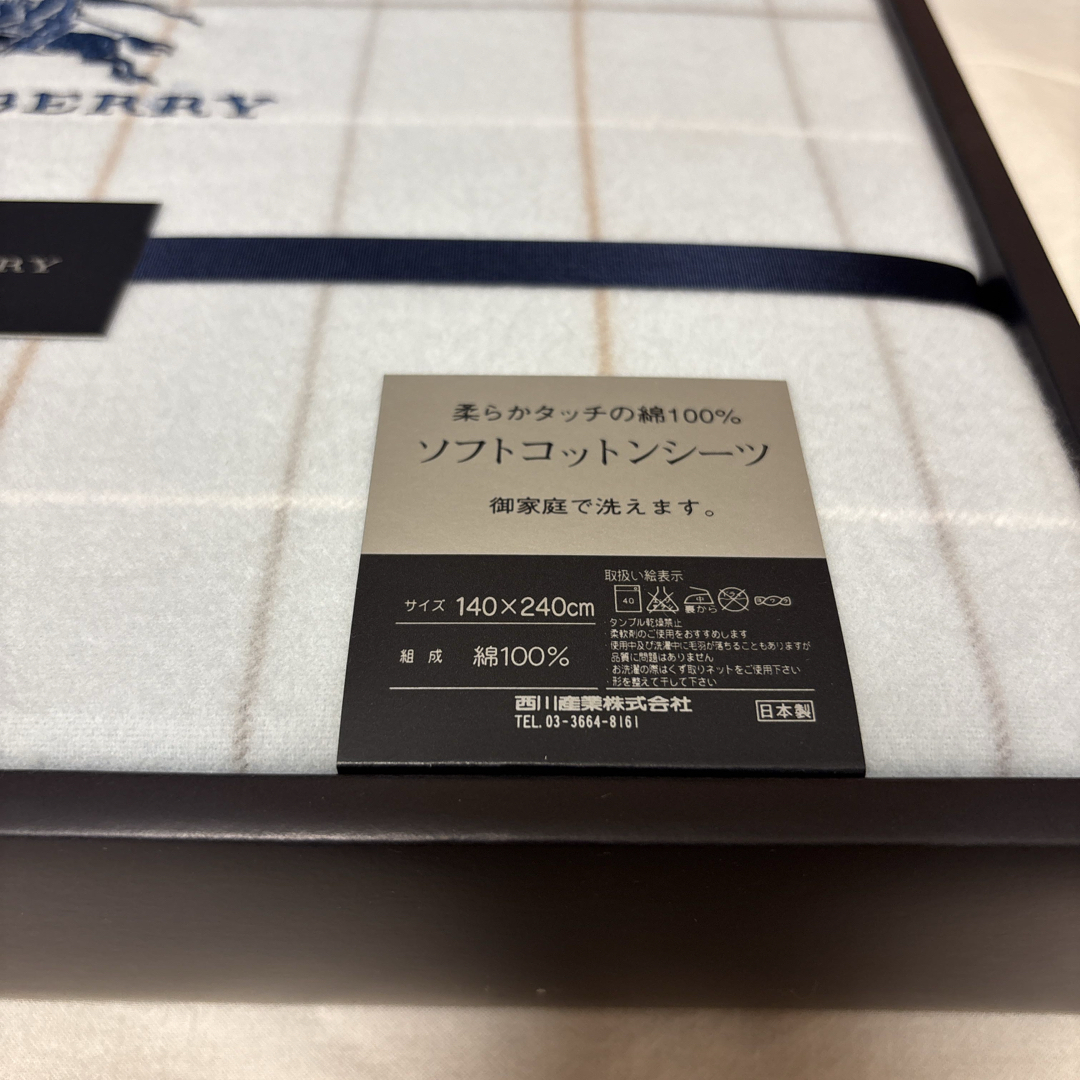 BERRY
RY
柔らかタッチの綿100%
ソフトコットンシーツ
御家庭で洗えます。
取扱い絵表示
40 中
裏から
サイズ 140×240cm
組成 綿100%
タンブル乾燥禁止
・柔軟剤のご使用をおすすめします
・使用中及び洗濯中に毛羽が落ちることもありますが
品質に問題はありません
・お洗濯の際はくず取りネットをご使用下さい
・形を整えて干して下さい
西川産業株式会社
TEL. 03-3664-8161
日本製